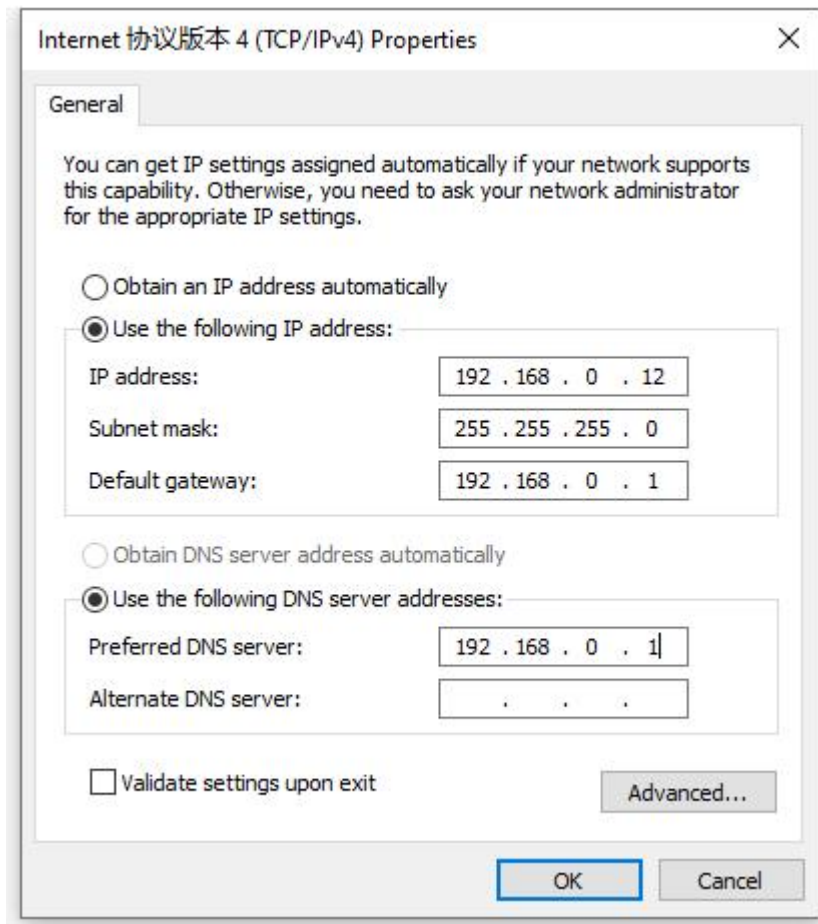 Internet 协议版本 4 (TCP/IPv4) Properties
General
You can get IP settings assigned automatically if your network supports
this capability. Otherwise, you need to ask your network administrator
for the appropriate IP settings.
Obtain an IP address automatically
Use the following IP address:
IP address: 192 . 168 . 0 . 12
Subnet mask: 255 . 255 . 255 . 0
Default gateway: 192 . 168 . 0 . 1
Obtain DNS server address automatically
Use the following DNS server addresses:
Preferred DNS server: 192 . 168 . 0 . 1
Alternate DNS server: . . .
Validate settings upon exit
Advanced...
OK Cancel